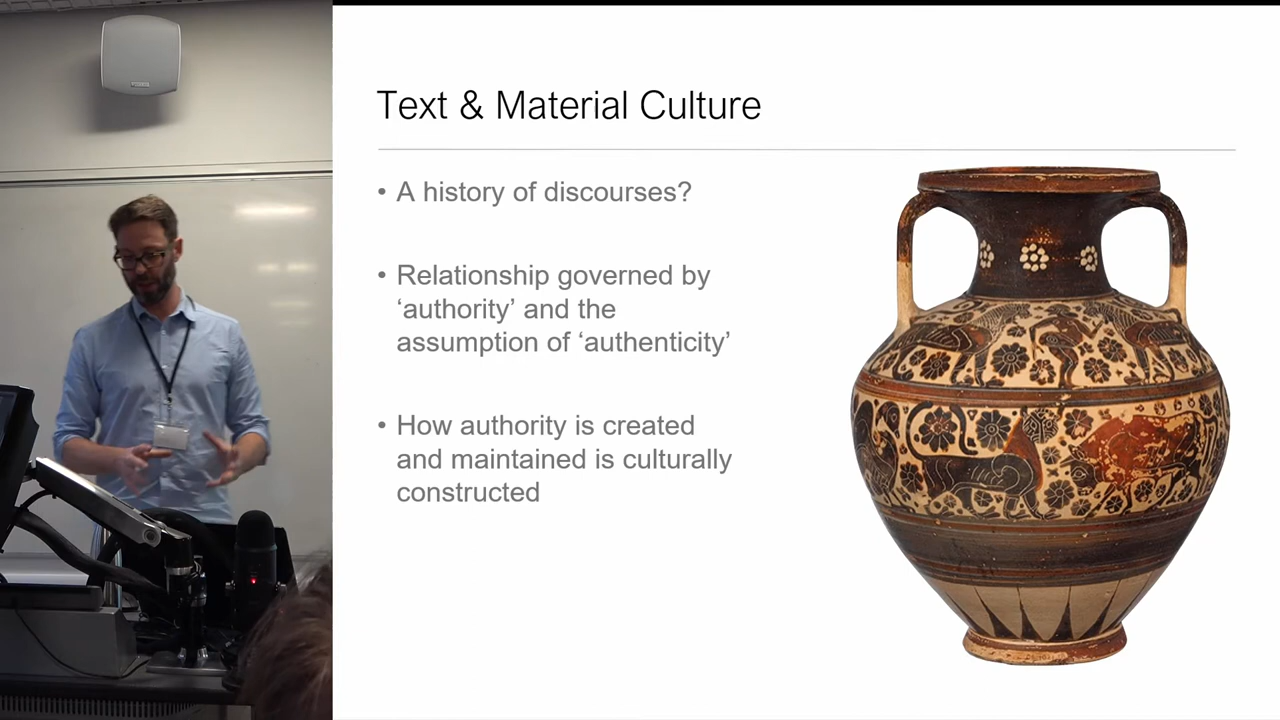 Text & Material Culture
• A history of discourses?
• Relationship governed by
‘authority’ and the
assumption of ‘authenticity’
• How authority is created
and maintained is culturally
constructed